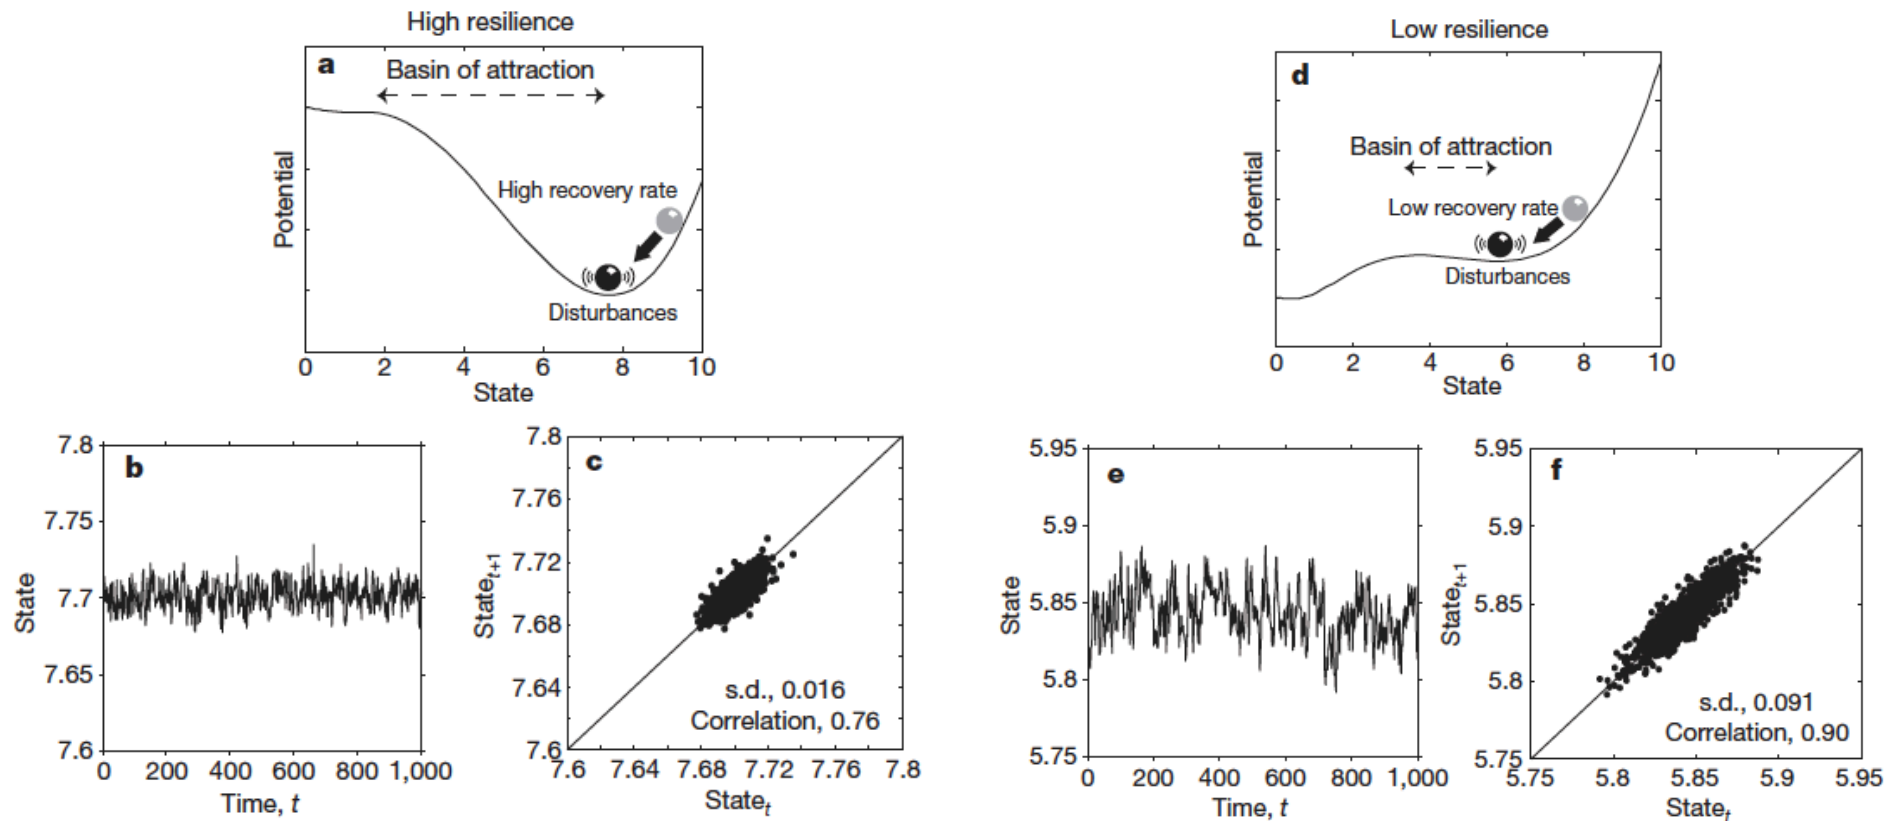 High resilience
a
Basin of attraction
High recovery rate
Disturbances
Potential
0 2 4 6 8 10
State
b
7.8
7.75
7.7
7.65
7.6
State
0 200 400 600 800 1,000
Time, t
c
7.8
7.76
7.72
7.68
7.64
7.6
State t+1
s.d., 0.016
Correlation, 0.76
7.6 7.64 7.68 7.72 7.76 7.8
State t
Low resilience
d
Basin of attraction
Low recovery rate
Disturbances
Potential
0 2 4 6 8 10
State
e
5.95
5.9
5.85
5.8
5.75
State
0 200 400 600 800 1,000
Time, t
f
5.95
5.9
5.85
5.8
5.75
State t+1
s.d., 0.091
Correlation, 0.90
5.75 5.8 5.85 5.9 5.95
State t